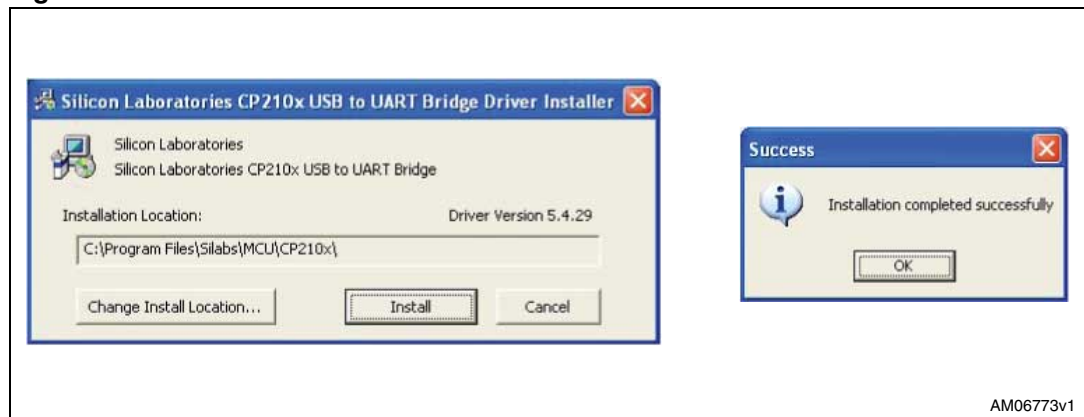 Silicon Laboratories CP210x USB to UART Bridge Driver Installer
Silicon Laboratories
Silicon Laboratories CP210x USB to UART Bridge
Installation Location:
Driver Version 5.4.29
C:\Program Files\Silabs\MCU\CP210x\
Change Install Location...
Install
Cancel
Success
Installation completed successfully
OK
AM06773v1